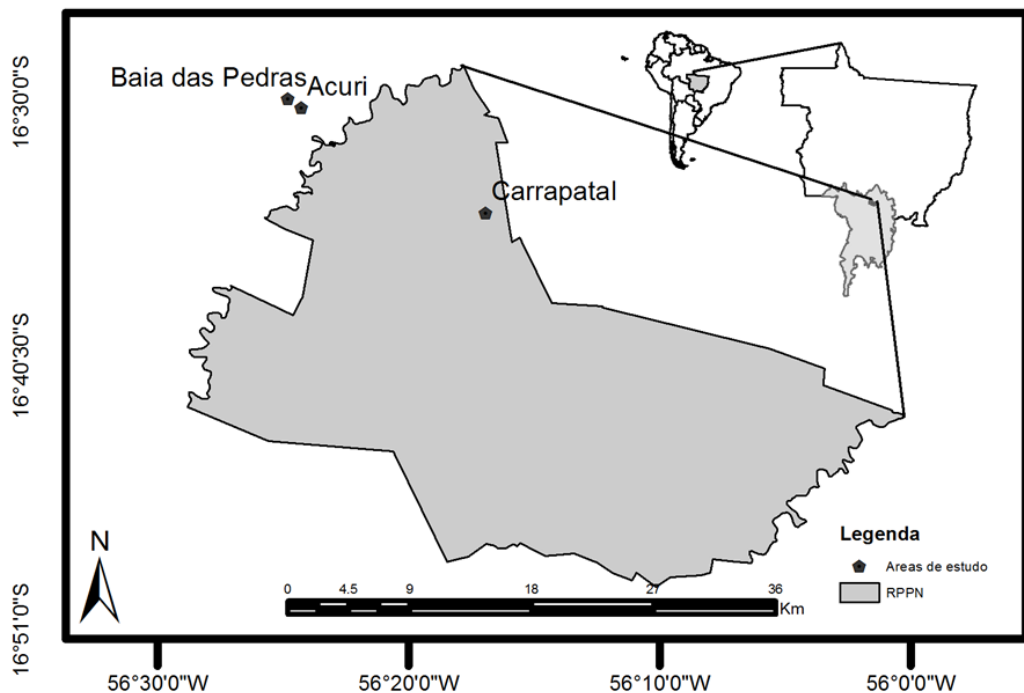 16°30'0"S
Baia das Pedras
Acuri
Carrapatal
16°40'30"S
Legenda
Areas de estudo
RPPN
N
0 4.5 9 18 27 36
Km
16°51'0"S
56°30'0"W 56°20'0"W 56°10'0"W 56°0'0"W